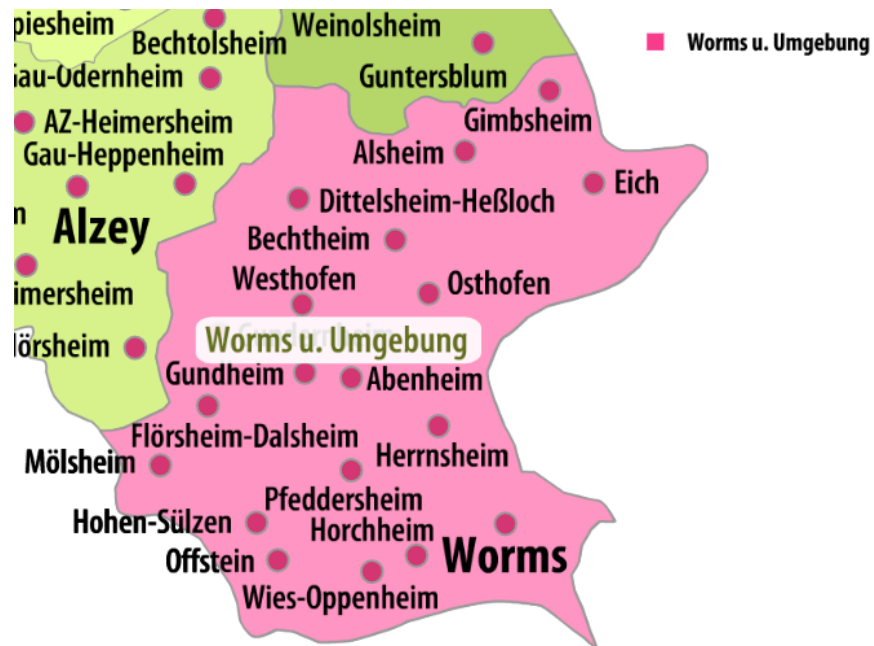 piesheim
Bechtolsheim
Weinolsheim
Worms u. Umgebung
Gau-Odernheim
Guntersblum
AZ-Heimersheim
Gimbsheim
Gau-Heppenheim
Alsheim
Eich
Dittelsheim-Heßloch
Alzey
Bechtheim
Westhofen
Osthofen
imersheim
Worms u. Umgebung
lörsheim
Gundheim
Abenheim
Flörsheim-Dalsheim
Herrnsheim
Mölsheim
Pfeddersheim
Hohen-Sülzen
Horchheim
Offstein
Worms
Wies-Oppenheim